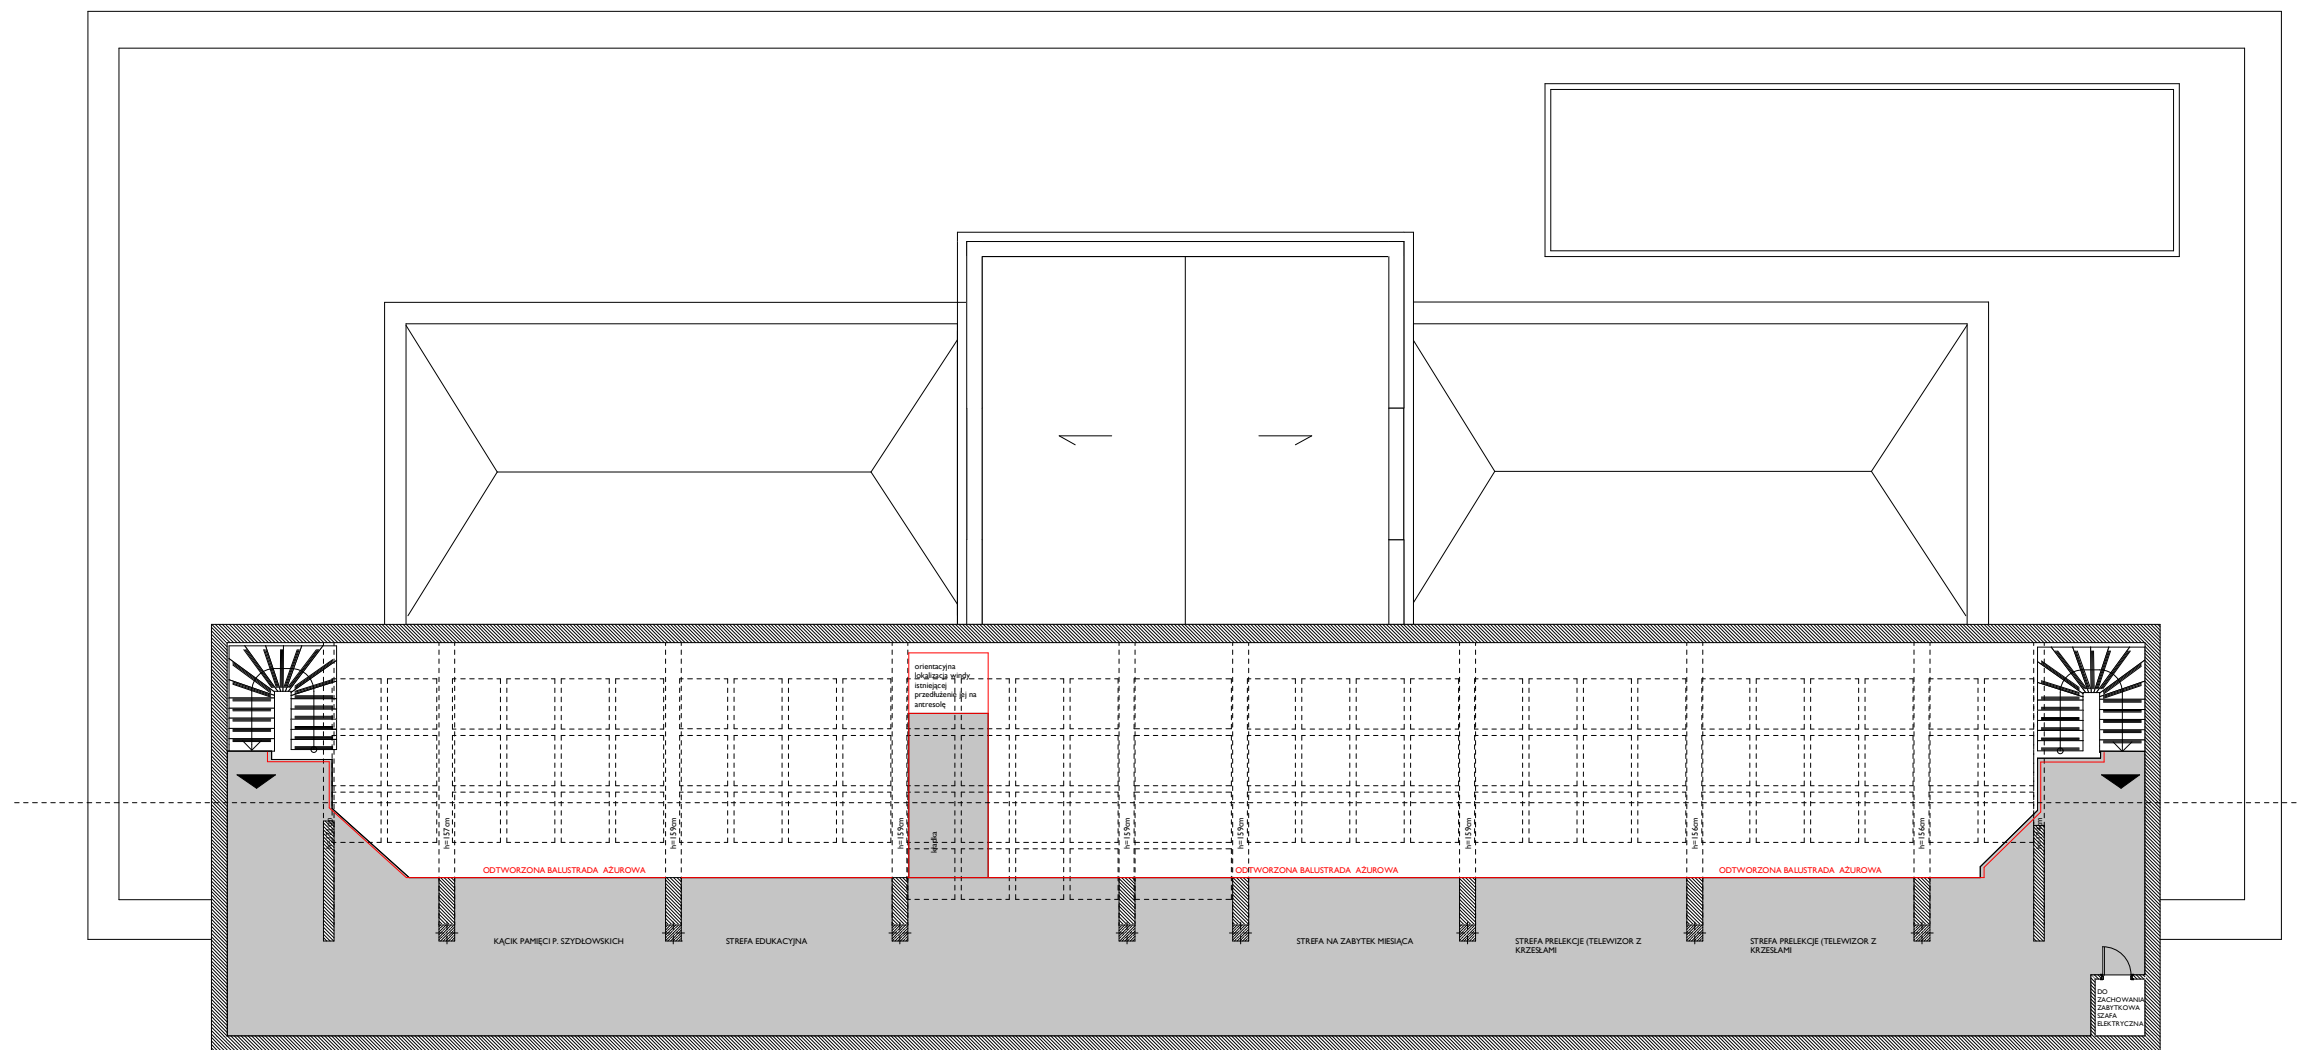 orientacyjna
lokalizacja windy
istniejącej
przedłużenie jej na
antresolę
kładka
h=157cm
h=159cm
h=159cm
h=159cm
h=159cm
h=159cm
h=156cm
h=156cm
ODTWORZONA BALUSTRADA AŻUROWA
ODTWORZONA BALUSTRADA AŻUROWA
ODTWORZONA BALUSTRADA AŻUROWA
KĄCIK PAMIĘCI P. SZYDŁOWSKICH
STREFA EDUKACYJNA
STREFA NA ZABYTEK MIESIĄCA
STREFA PRELEKCJE (TELEWIZOR Z
KRZESŁAMI
STREFA PRELEKCJE (TELEWIZOR Z
KRZESŁAMI
DO
ZACHOWANIA
ZABYTKOWA
SZAFA
ELEKTRYCZNA